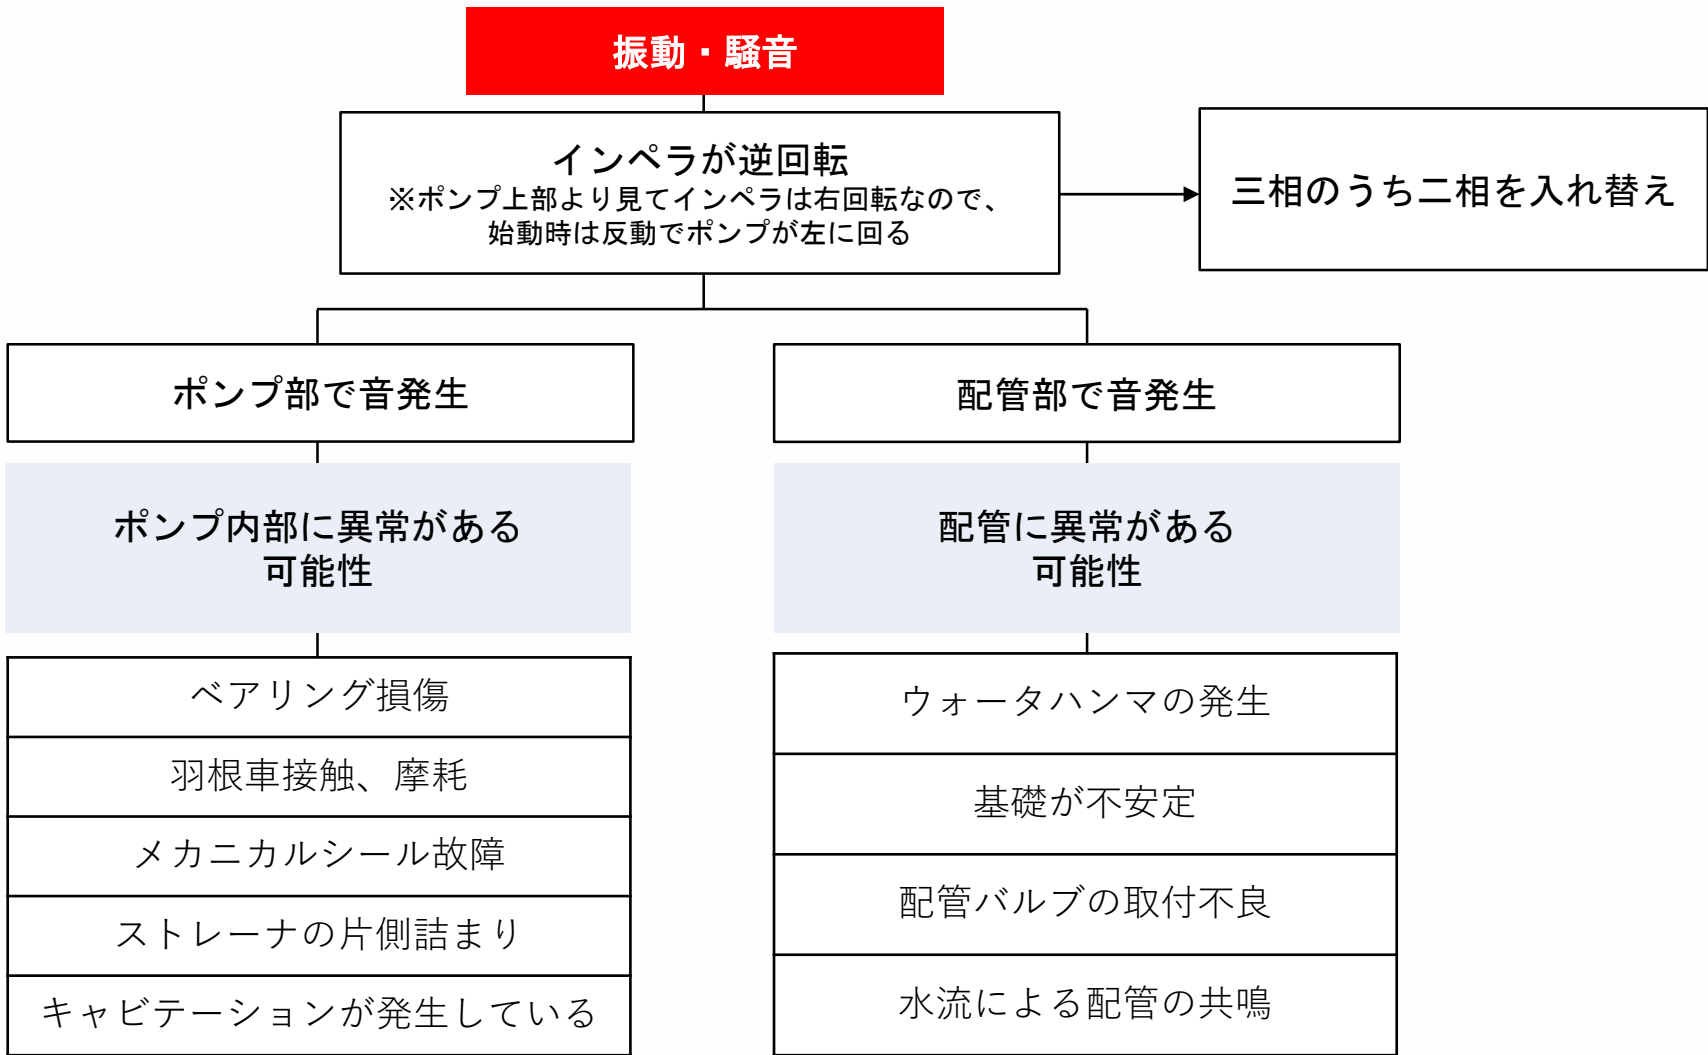 振動・騒音
インペラが逆回転
※ポンプ上部より見てインペラは右回転なので、
始動時は反動でポンプが左に回る
三相のうち二相を入れ替え
ポンプ部で音発生
配管部で音発生
ポンプ内部に異常がある
可能性
配管に異常がある
可能性
ベアリング損傷
羽根車接触、摩耗
メカニカルシール故障
ストレーナの片側詰まり
キャビテーションが発生している
ウォータハンマの発生
基礎が不安定
配管バルブの取付不良
水流による配管の共鳴